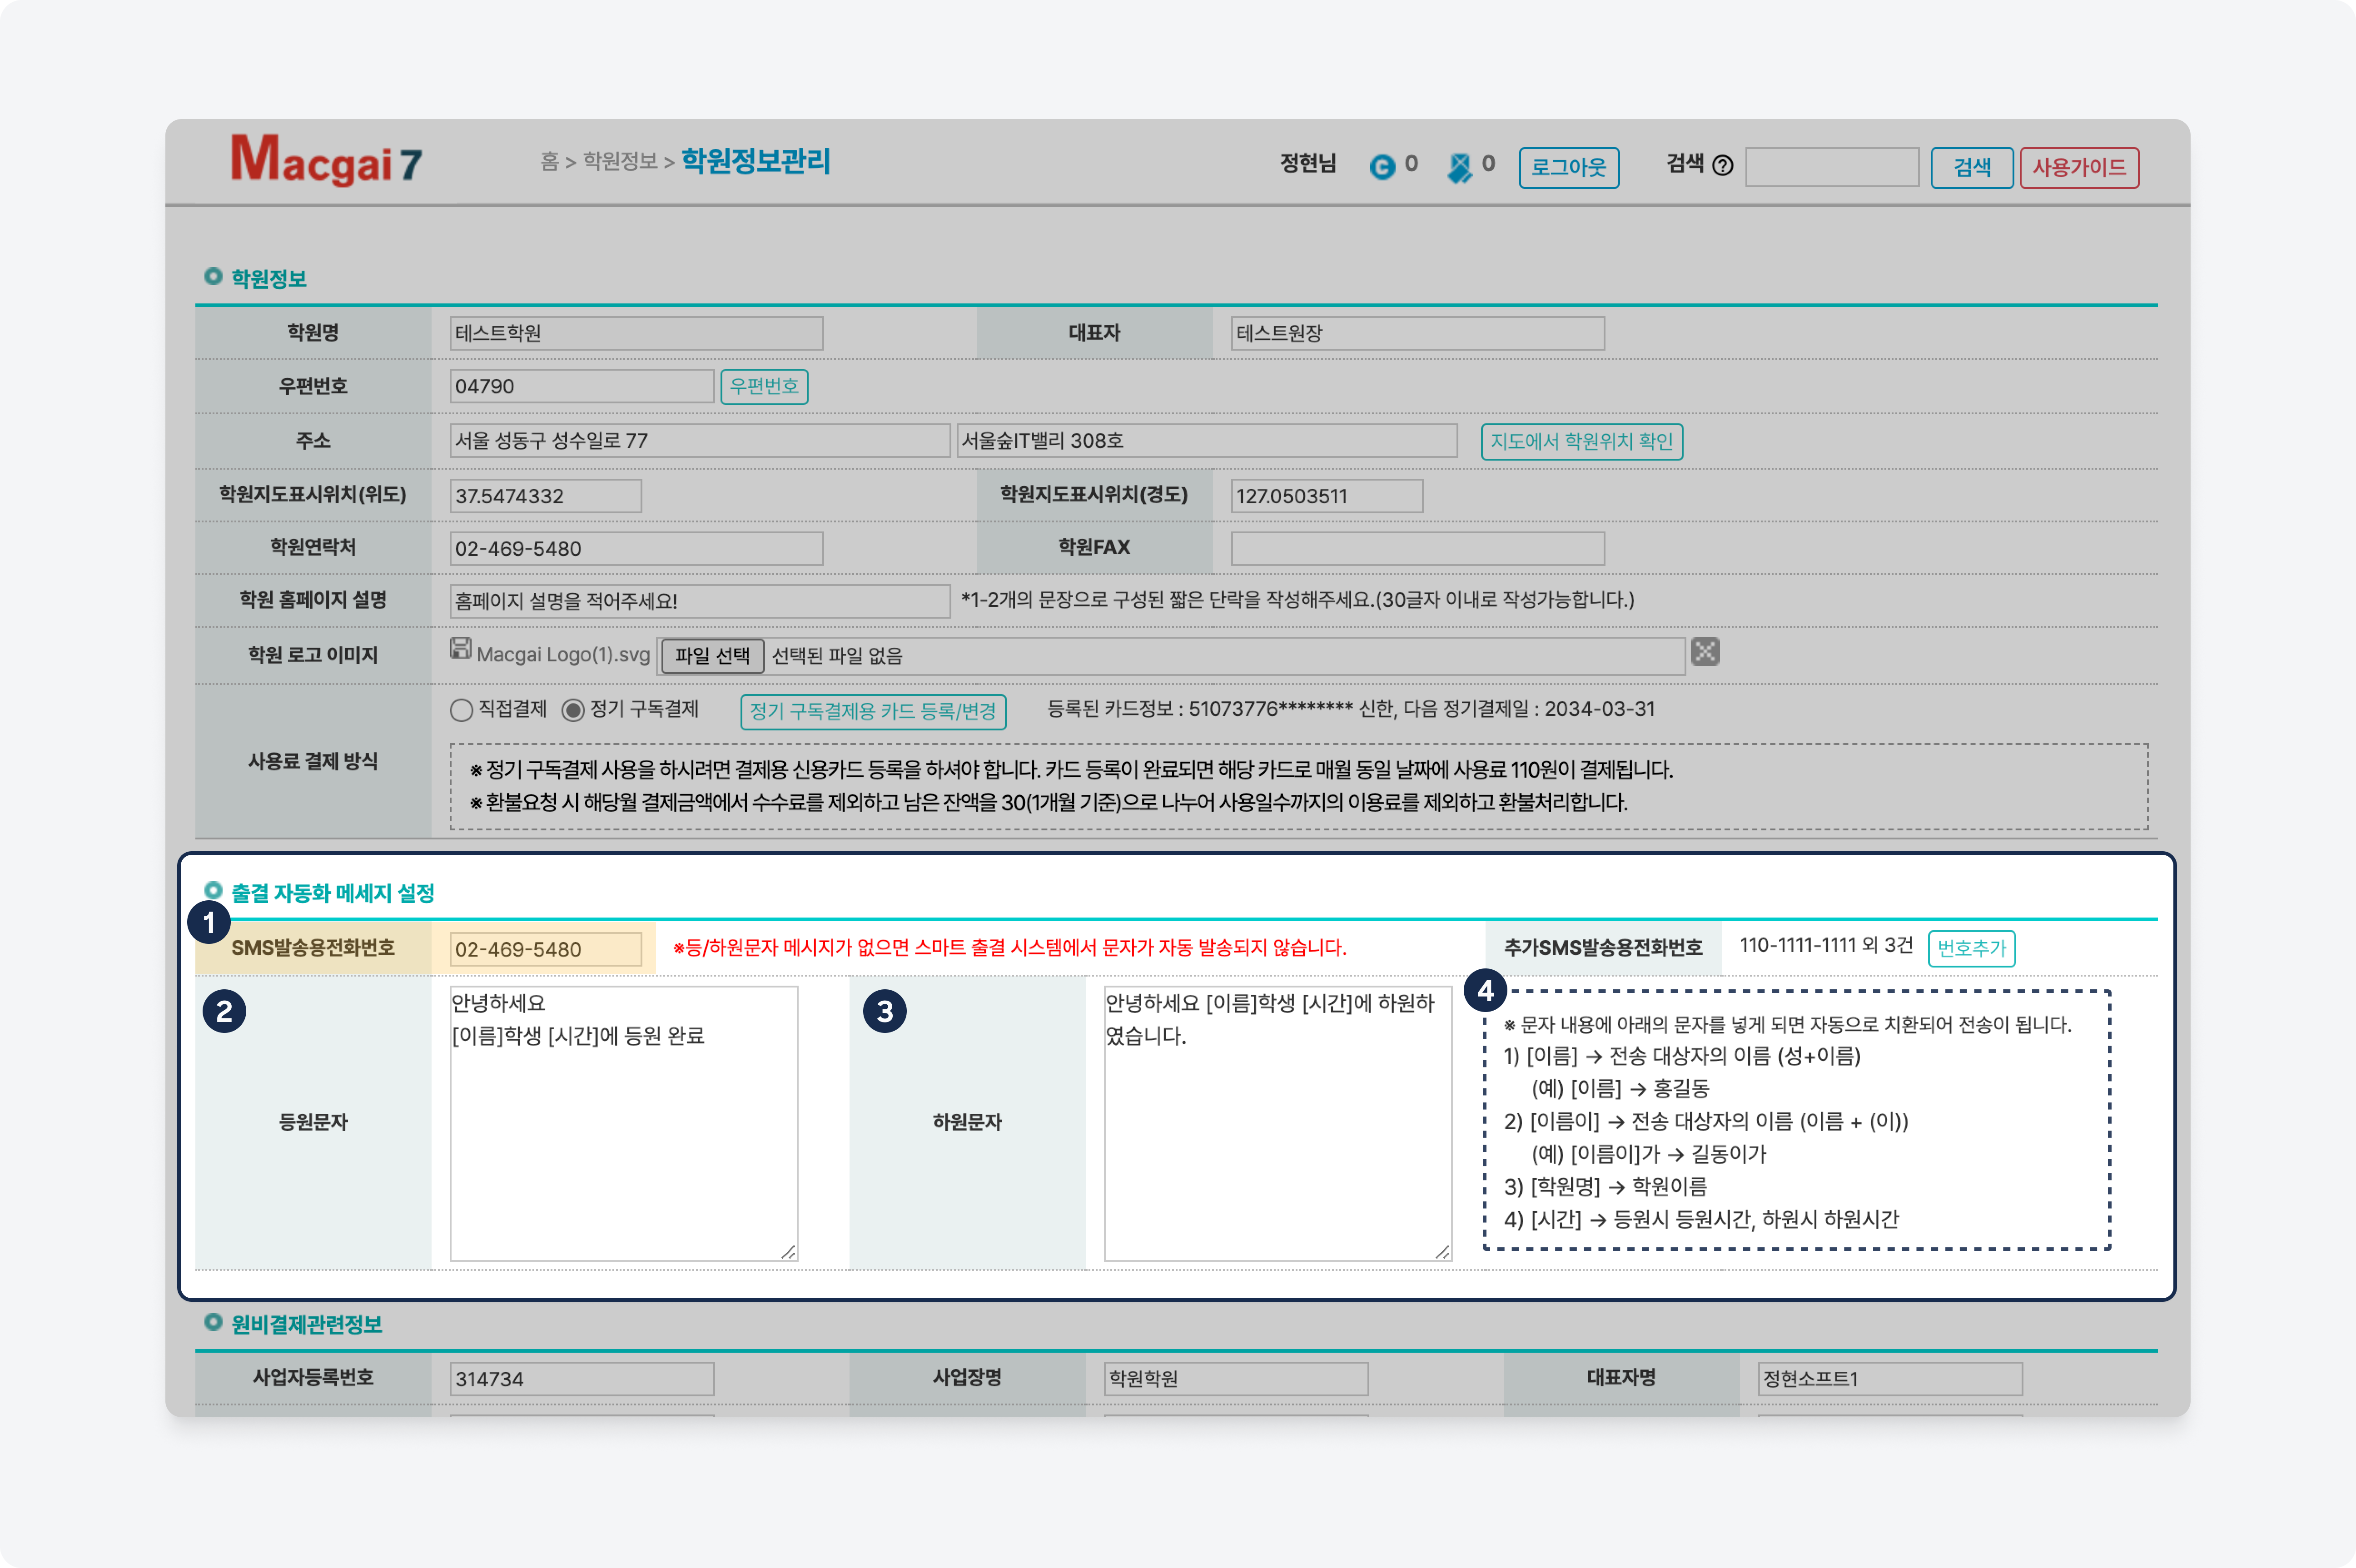 Macgai 7
홈 > 학원정보 > 학원정보관리
정현님 C 0 0 로그아웃 검색 ? 검색 사용가이드
학원정보
학원명 테스트학원 대표자 테스트원장
우편번호 04790 우편번호
주소 서울 성동구 성수일로 77 서울숲IT밸리 308호 지도에서 학원위치 확인
학원지도표시위치(위도) 37.5474332 학원지도표시위치(경도) 127.0503511
학원연락처 02-469-5480 학원FAX
학원 홈페이지 설명 홈페이지 설명을 적어주세요! *1-2개의 문장으로 구성된 짧은 단락을 작성해주세요.(30글자 이내로 작성가능합니다.)
학원 로고 이미지 Macgai Logo(1).svg 파일 선택 선택된 파일 없음
사용료 결제 방식
직접결제 정기 구독결제 정기 구독결제용 카드 등록/변경 등록된 카드정보 : 51073776******** 신한, 다음 정기결제일 : 2034-03-31
※ 정기 구독결제 사용을 하시려면 결제용 신용카드 등록을 하셔야 합니다. 카드 등록이 완료되면 해당 카드로 매월 동일 날짜에 사용료 110원이 결제됩니다.
※ 환불요청 시 해당월 결제금액에서 수수료를 제외하고 남은 잔액을 30(1개월 기준)으로 나누어 사용일수까지의 이용료를 제외하고 환불처리합니다.
출결 자동화 메세지 설정
1
SMS발송용전화번호 02-469-5480 ※등/하원문자 메시지가 없으면 스마트 출결 시스템에서 문자가 자동 발송되지 않습니다. 추가SMS발송용전화번호 110-1111-1111 외 3건 번호추가
2
등원문자
안녕하세요
[이름]학생 [시간]에 등원 완료
3
하원문자
안녕하세요 [이름]학생 [시간]에 하원하
였습니다.
4
※ 문자 내용에 아래의 문자를 넣게 되면 자동으로 치환되어 전송이 됩니다.
1) [이름] → 전송 대상자의 이름 (성+이름)
(예) [이름] → 홍길동
2) [이름이] → 전송 대상자의 이름 (이름 + (이))
(예) [이름이]가 → 길동이가
3) [학원명] → 학원이름
4) [시간] → 등원시 등원시간, 하원시 하원시간
원비결제관련정보
사업자등록번호 314734 사업장명 학원학원 대표자명 정현소프트1